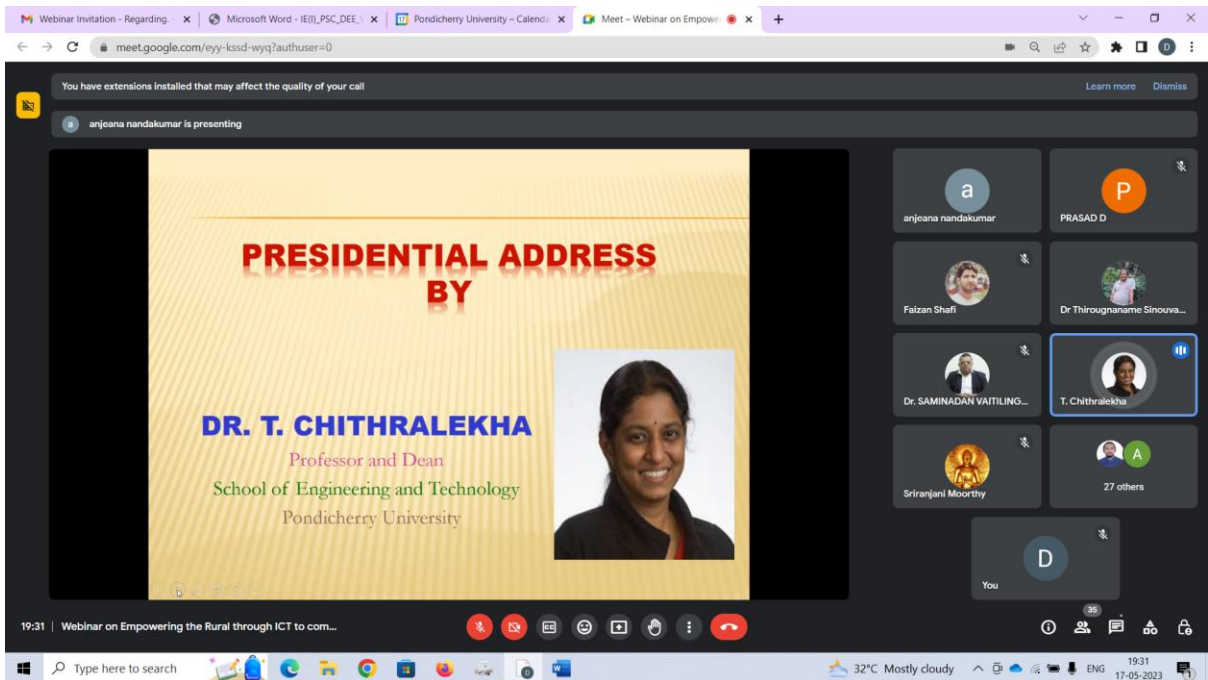 Webinar Invitation - Regarding. -
Microsoft Word - IE(I)_PSC_DEE_
Pondicherry University – Calenda
Meet – Webinar on Empowe
meet.google.com/eyy-kssd-wyq?authuser=0
D
You have extensions installed that may affect the quality of your call
Learn more
Dismiss
a
anjeana nandakumar is presenting
PRESIDENTIAL ADDRESS
BY
DR. T. CHITHRALEKHA
Professor and Dean
School of Engineering and Technology
Pondicherry University
a
anjeana nandakumar
P
PRASAD D
Faizan Shafi
Dr Thirougnaname Sinouva...
Dr. SAMINADAN VAITILING...
T. Chithralekha
Sriranjani Moorthy
A
27 others
D
You
19:31 | Webinar on Empowering the Rural through ICT to com...
CC
35
Type here to search
32°C Mostly cloudy
ENG
19:31
17-05-2023